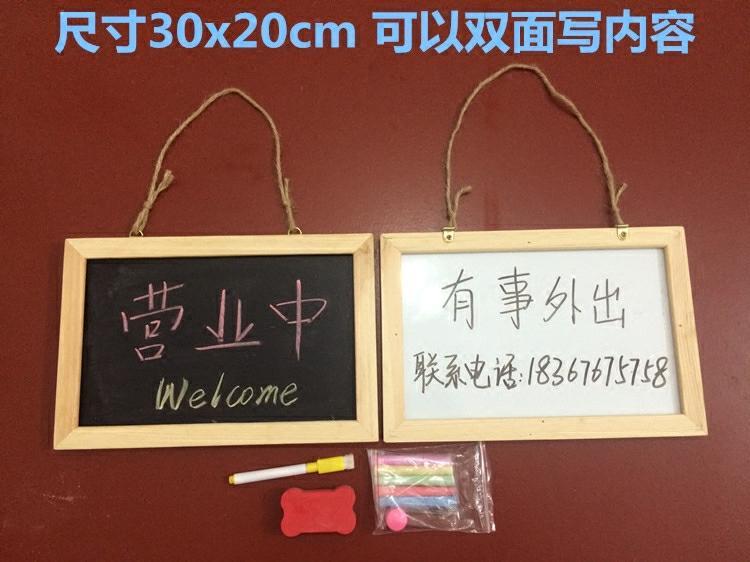 尺寸30x20cm 可以双面写内容
营业中
Welcome
有事外出
联系电话:18367675758